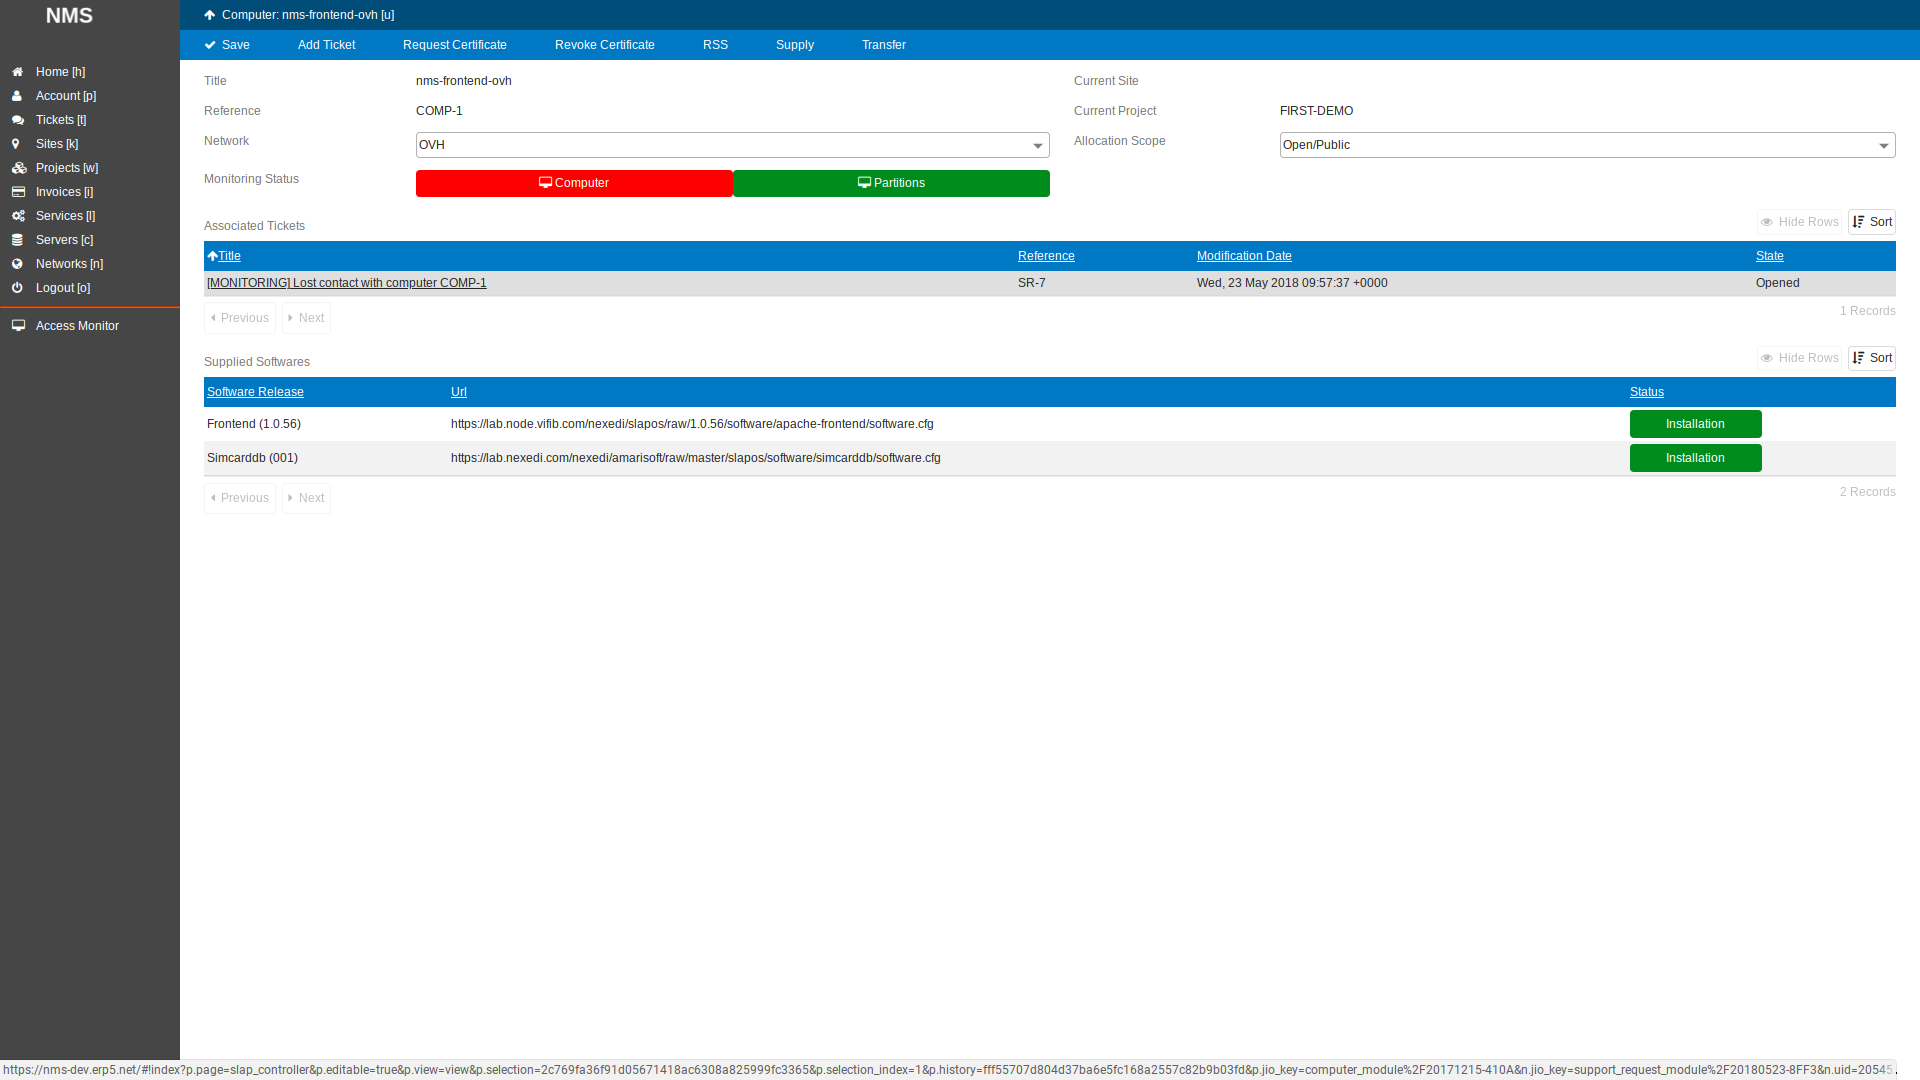 NMS
Computer: nms-frontend-ovh [u]
Save Add Ticket Request Certificate Revoke Certificate RSS Supply Transfer
Home [h]
Account [p]
Tickets [t]
Sites [k]
Projects [w]
Invoices [i]
Services [l]
Servers [c]
Networks [n]
Logout [o]
Access Monitor
Title nms-frontend-ovh Current Site
Reference COMP-1 Current Project FIRST-DEMO
Network OVH Allocation Scope Open/Public
Monitoring Status Computer Partitions
Associated Tickets Hide Rows Sort
Title Reference Modification Date State
[MONITORING] Lost contact with computer COMP-1 SR-7 Wed, 23 May 2018 09:57:37 +0000 Opened
Previous Next 1 Records
Supplied Softwares Hide Rows Sort
Software Release Url Status
Frontend (1.0.56) https://lab.node.vifib.com/nexedi/slapos/raw/1.0.56/software/apache-frontend/software.cfg Installation
Simcarddb (001) https://lab.nexedi.com/nexedi/amarisoft/raw/master/slapos/software/simcarddb/software.cfg Installation
Previous Next 2 Records
https://nms-dev.erp5.net/#!index?p.page=slap_controller&p.editable=true&p.view=view&p.selection=2c769fa36f91d05671418ac6308a825999fc3365&p.selection_index=1&p.history=fff55707d804d37ba6e5fc168a2557c82b9b03fd&p.jio_key=computer_module%2F20171215-410A&n.jio_key=support_request_module%2F20180523-8FF3&n.uid=20545...